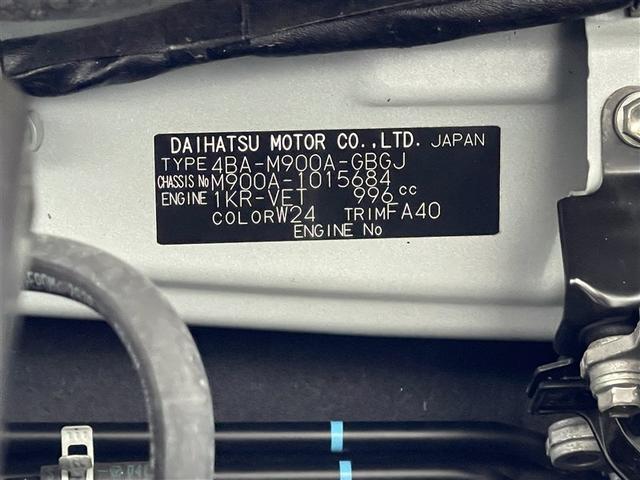 DAIHATSU MOTOR CO.,LTD. JAPAN
TYPE 4BA-M900A-GBGJ
CHASSIS No M900A-1015684
ENGINE 1KR-VET 996 cc
COLOR W24 TRIM FA40
ENGINE No